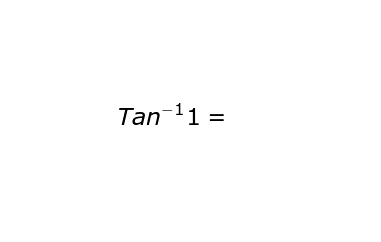 Tan⁻¹1 =